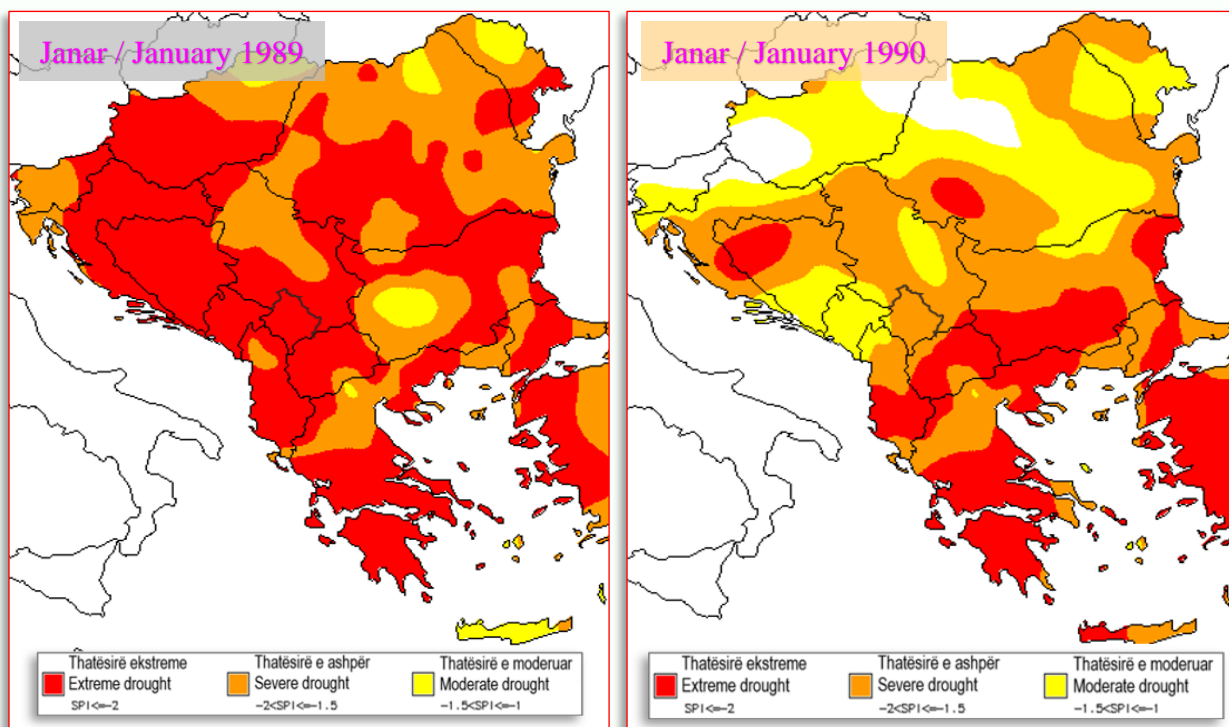 Janar / January 1989
Janar / January 1990
Thatësirë ekstreme
Extreme drought
SPI<=-2
Thatësirë e ashpër
Severe drought
-2<SPI<=-1.5
Thatësirë e moderuar
Moderate drought
-1.5<SPI<=-1
Thatësirë ekstreme
Extreme drought
SPI<=-2
Thatësirë e ashpër
Severe drought
-2<SPI<=-1.5
Thatësirë e moderuar
Moderate drought
-1.5<SPI<=-1